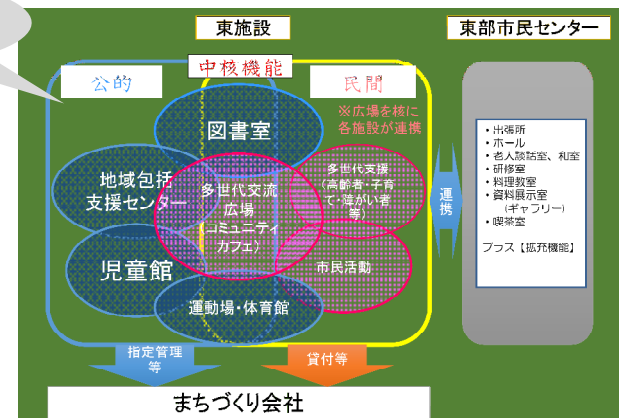 東施設
東部市民センター
中核機能
公的
民間
※広場を核に
各施設が連携
図書室
地域包括
支援センター
多世代交流
広場
コミュニティ
カフェ）
多世代支援
（高齢者・子育
て・障がい者
等）
児童館
市民活動
運動場・体育館
連
携
・出張所
・ホール
・老人談話室、和室
・研修室
・料理教室
・資料展示室
（ギャラリー）
・喫茶室
プラス【拡充機能】
指定管理
等
貸付等
まちづくり会社